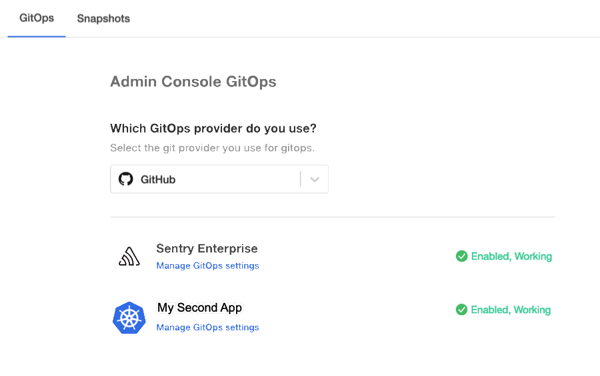 GitOps
Snapshots
Admin Console GitOps
Which GitOps provider do you use?
Select the git provider you use for gitops.
GitHub
Sentry Enterprise
Enabled, Working
Manage GitOps settings
My Second App
Enabled, Working
Manage GitOps settings